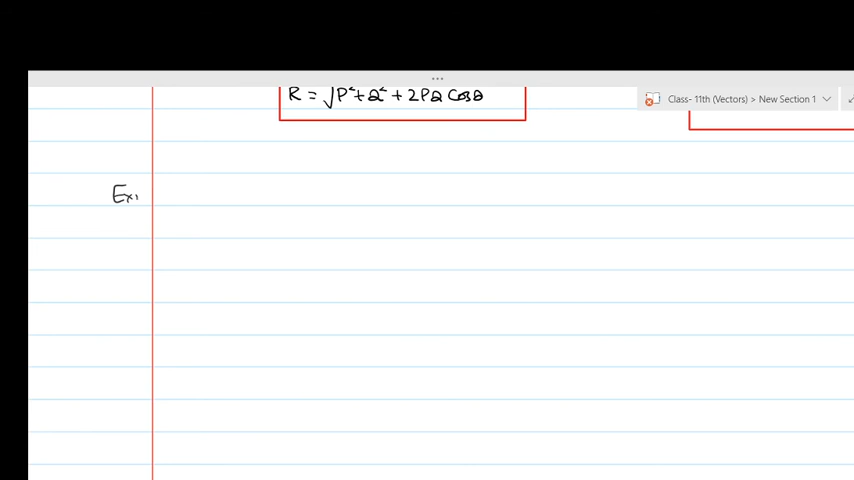 R = √P² + Q² + 2PQ Cosθ
Class- 11th (Vectors) > New Section 1
Ex.